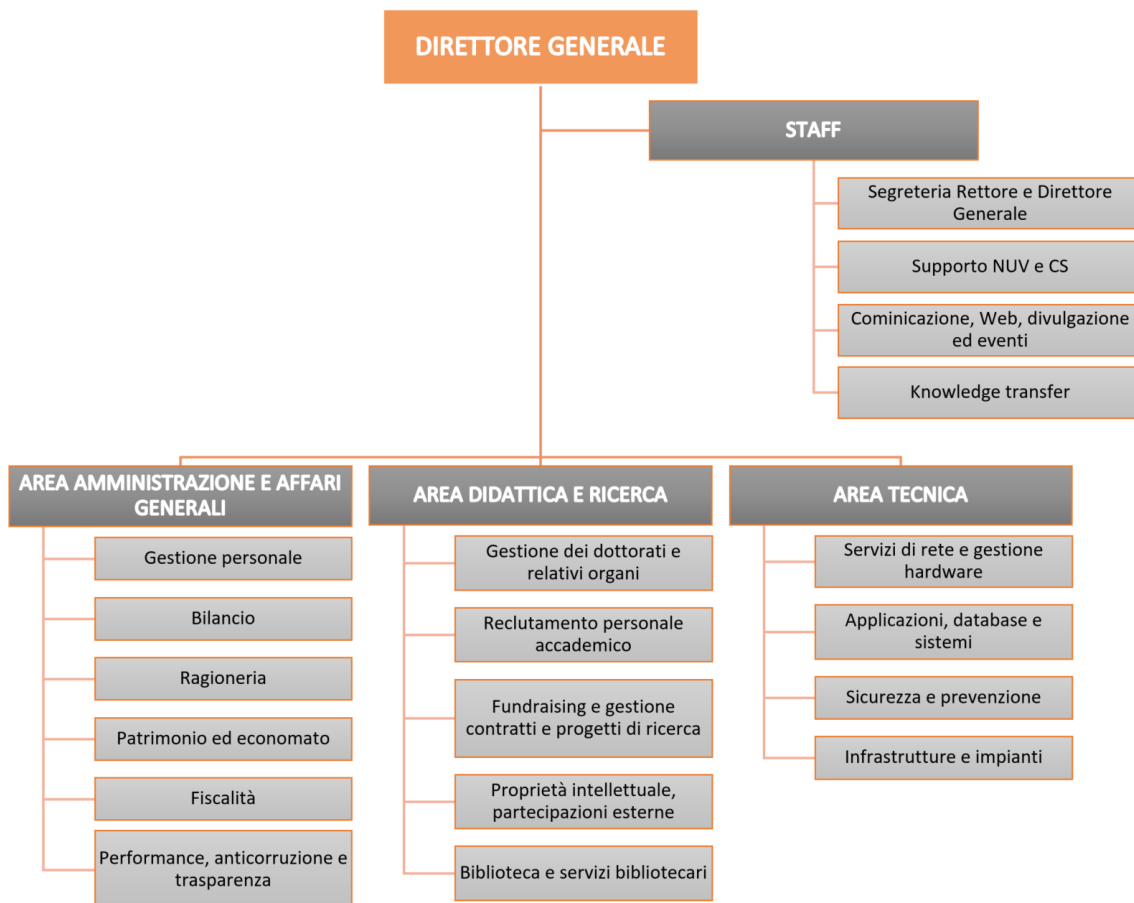 DIRETTORE GENERALE
STAFF
Segreteria Rettore e Direttore
Generale
Supporto NUV e CS
Cominicazione, Web, divulgazione
ed eventi
Knowledge transfer
AREA AMMINISTRAZIONE E AFFARI
GENERALI
Gestione personale
Bilancio
Ragioneria
Patrimonio ed economato
Fiscalità
Performance, anticorruzione e
trasparenza
AREA DIDATTICA E RICERCA
Gestione dei dottorati e
relativi organi
Reclutamento personale
accademico
Fundraising e gestione
contratti e progetti di ricerca
Proprietà intellettuale,
partecipazioni esterne
Biblioteca e servizi bibliotecari
AREA TECNICA
Servizi di rete e gestione
hardware
Applicazioni, database e
sistemi
Sicurezza e prevenzione
Infrastrutture e impianti